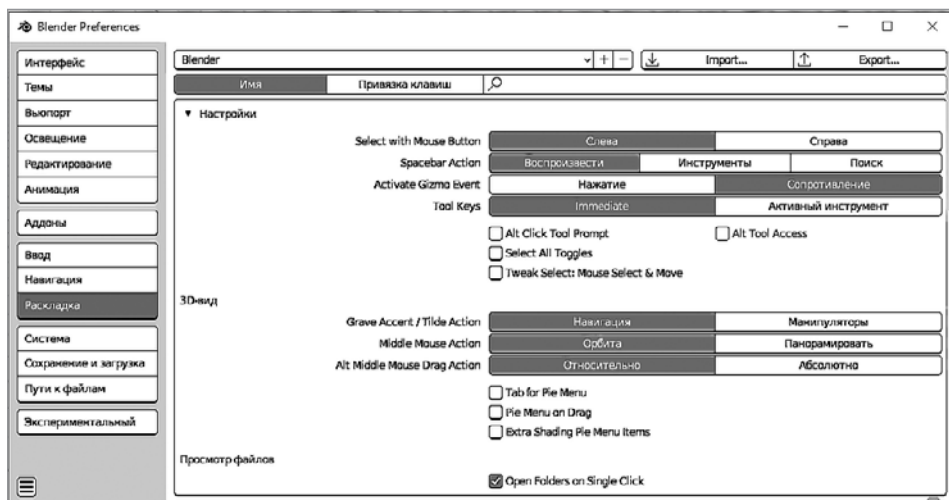 Blender Preferences
Интерфейс
Темы
Вьюпорт
Освещение
Редактирование
Анимация
Аддоны
Ввод
Навигация
Раскладка
Система
Сохранение и загрузка
Пути к файлам
Экспериментальный
Blender + − Import... Export...
Имя Привязка клавиш
Настройки
Select with Mouse Button Слева Справа
Spacebar Action Воспроизвести Инструменты Поиск
Activate Gizmo Event Нажатие Сопротивление
Tool Keys Immediate Активный инструмент
Alt Click Tool Prompt Alt Tool Access
Select All Toggles
Tweak Select: Mouse Select & Move
3D-вид
Grave Accent / Tilde Action Навигация Манипуляторы
Middle Mouse Action Орбита Панорамировать
Alt Middle Mouse Drag Action Относительно Абсолютно
Tab for Pie Menu
Pie Menu on Drag
Extra Shading Pie Menu Items
Просмотр файлов
Open Folders on Single Click